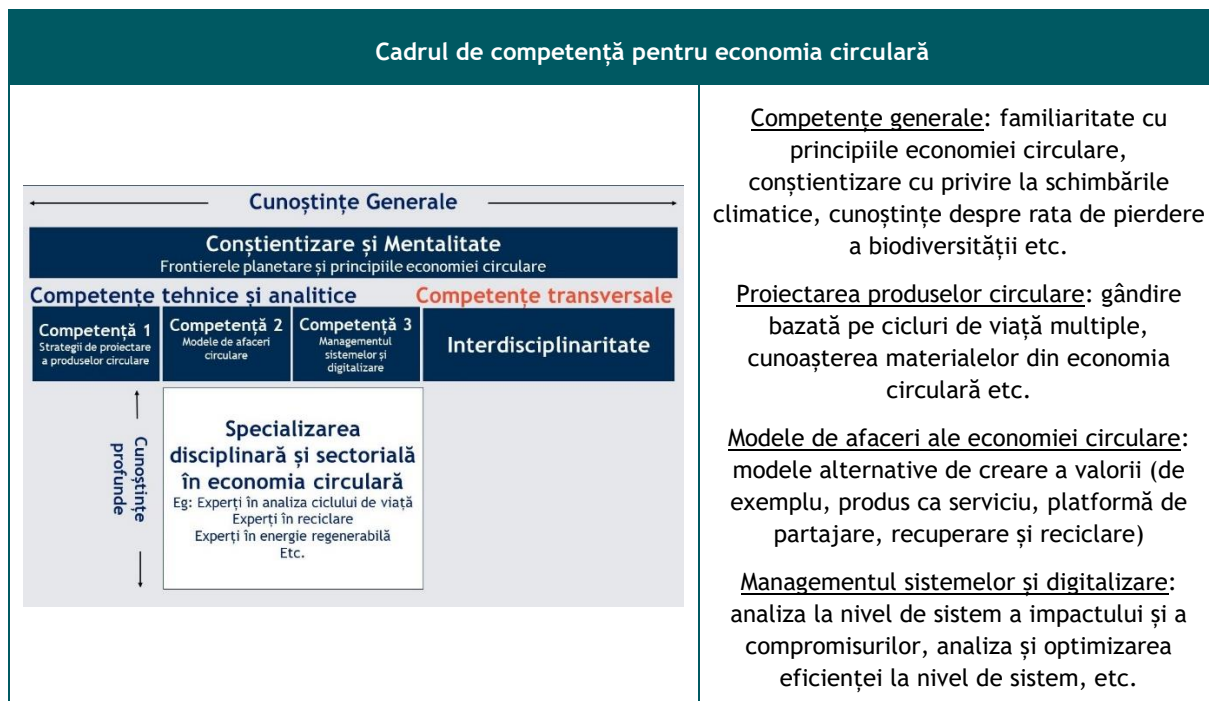 Cadrul de competență pentru economia circulară
Cunoștințe Generale
Conștientizare și Mentalitate
Frontierele planetare și principiile economiei circulare
Competențe tehnice și analitice
Competențe transversale
Competență 1
Strategii de proiectare
a produselor circulare
Competență 2
Modele de afaceri
circulare
Competență 3
Managementul
sistemelor și
digitalizare
Interdisciplinaritate
Cunoștințe
profunde
Specializarea
disciplinară și sectorială
în economia circulară
Eg: Experți în analiza ciclului de viață
Experți în reciclare
Experți în energie regenerabilă
Etc.
Competențe generale: familiaritate cu
principiile economiei circulare,
conștientizare cu privire la schimbările
climatice, cunoștințe despre rata de pierdere
a biodiversității etc.
Proiectarea produselor circulare: gândire
bazată pe cicluri de viață multiple,
cunoașterea materialelor din economia
circulară etc.
Modele de afaceri ale economiei circulare:
modele alternative de creare a valorii (de
exemplu, produs ca serviciu, platformă de
partajare, recuperare și reciclare)
Managementul sistemelor și digitalizare:
analiza la nivel de sistem a impactului și a
compromisurilor, analiza și optimizarea
eficienței la nivel de sistem, etc.